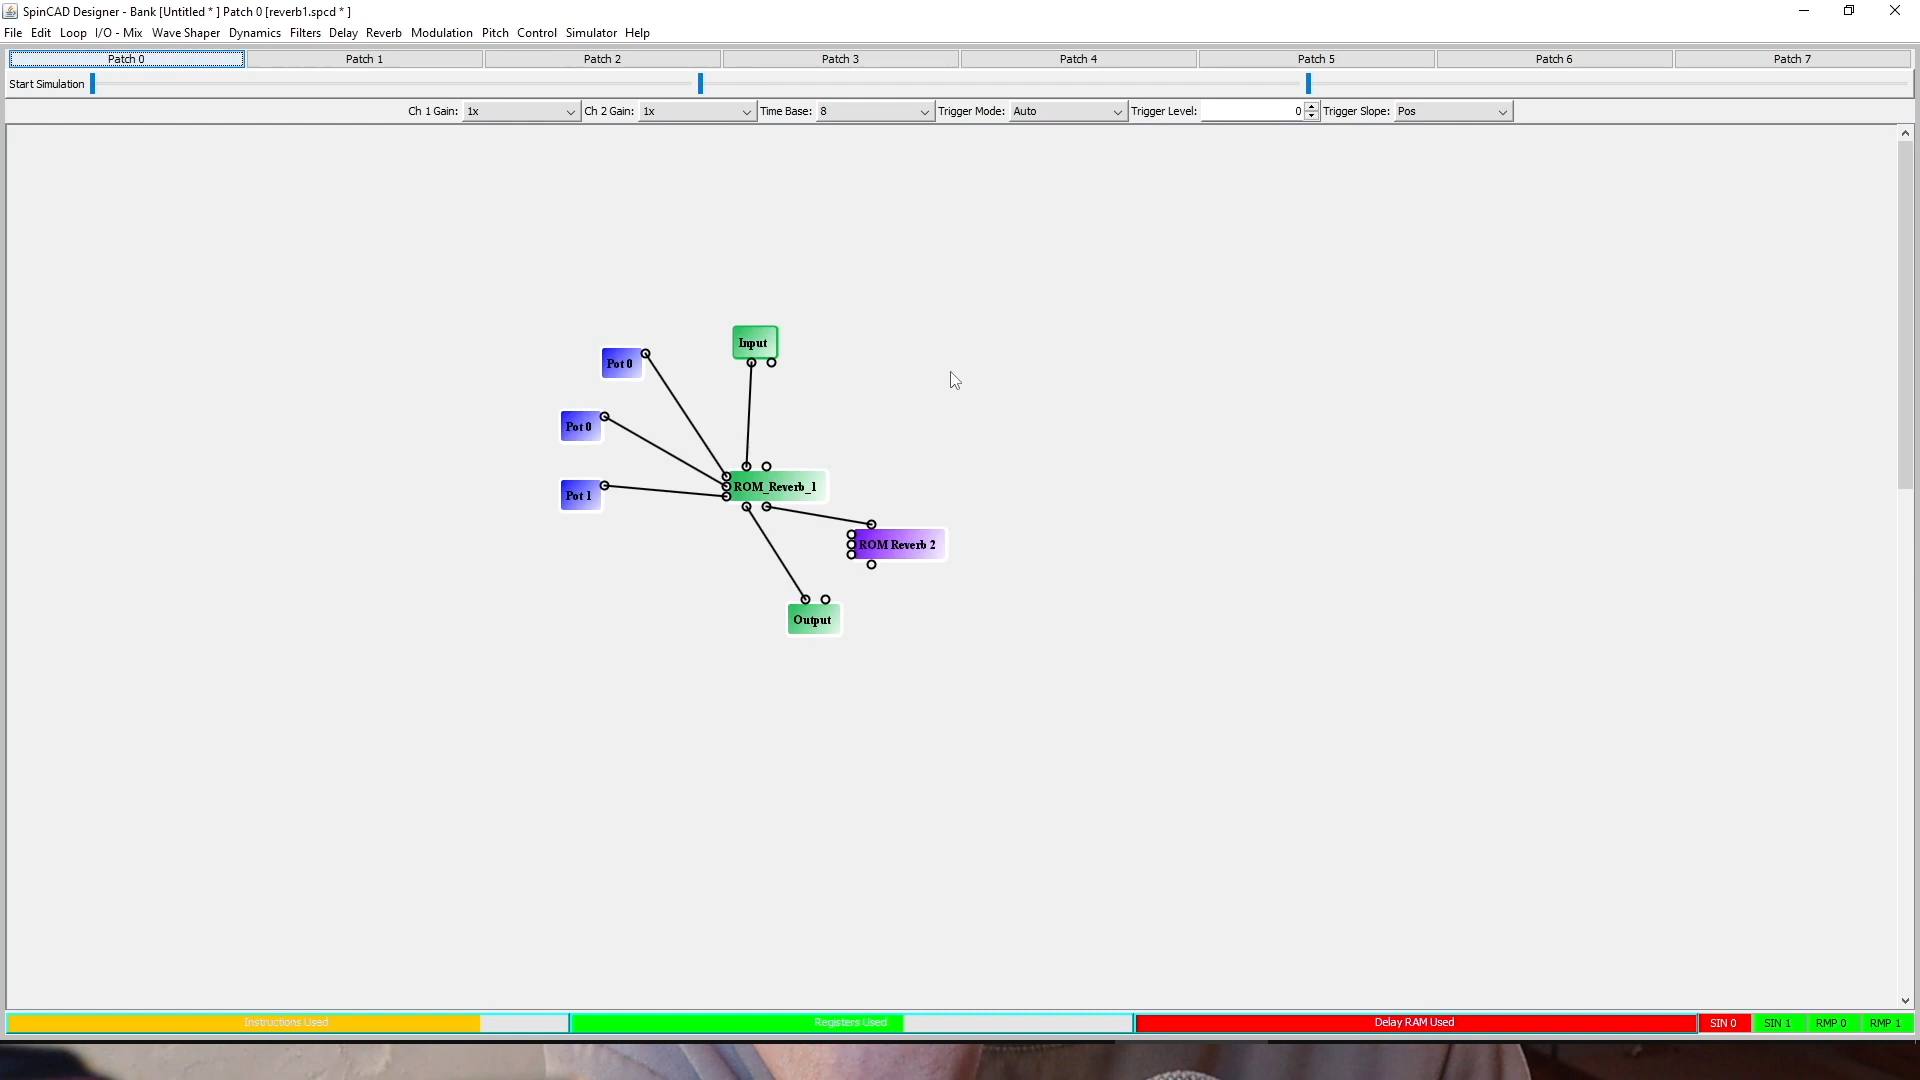 SpinCAD Designer - Bank [Untitled * ] Patch 0 [reverb1.spcd * ]
File Edit Loop I/O - Mix Wave Shaper Dynamics Filters Delay Reverb Modulation Pitch Control Simulator Help
Patch 0 Patch 1 Patch 2 Patch 3 Patch 4 Patch 5 Patch 6 Patch 7
Start Simulation
Ch 1 Gain: 1x Ch 2 Gain: 1x Time Base: 8 Trigger Mode: Auto Trigger Level: 0 Trigger Slope: Pos
Input
Pot 0
Pot 0
ROM_Reverb_1
Pot 1
ROM Reverb 2
Output
Instructions Used Registers Used Delay RAM Used SIN 0 SIN 1 RMP 0 RMP 1